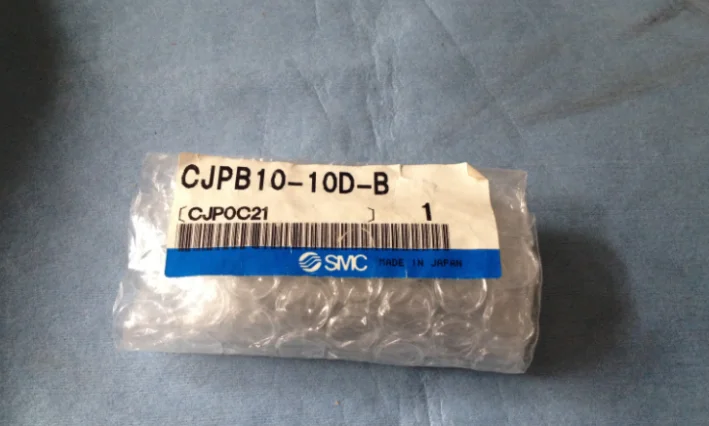 CJPB10-10D-B
[CJP0C21 ] 1
SMC MADE IN JAPAN